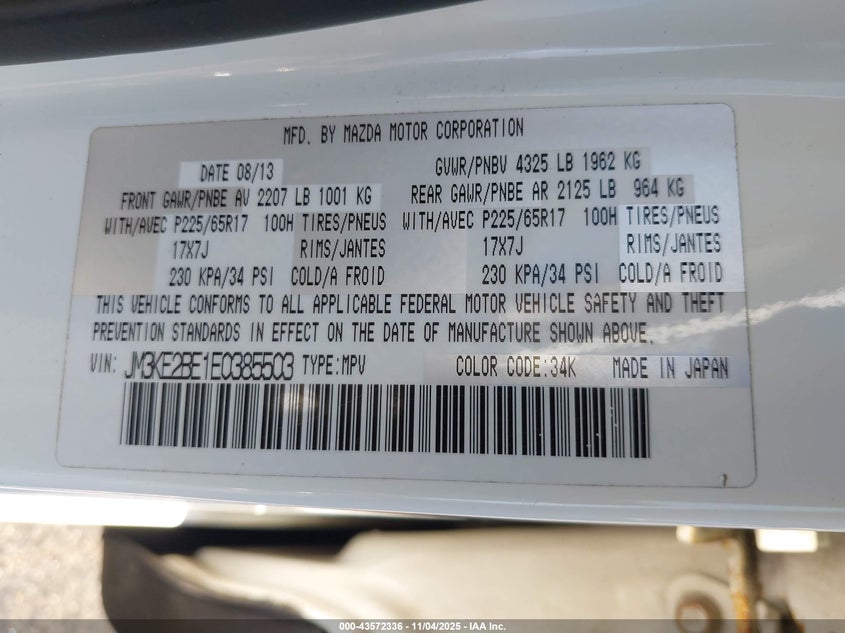 MFD. BY MAZDA MOTOR CORPORATION
DATE 08/13 GVWR/PNBV 4325 LB 1962 KG
FRONT GAWR/PNBE AV 2207 LB 1001 KG REAR GAWR/PNBE AR 2125 LB 964 KG
WITH/AVEC P225/65R17 100H TIRES/PNEUS WITH/AVEC P225/65R17 100H TIRES/PNEUS
17X7J RIMS/JANTES 17X7J RIMS/JANTES
230 KPA/34 PSI COLD/A FROID 230 KPA/34 PSI COLD/A FROID
THIS VEHICLE CONFORMS TO ALL APPLICABLE FEDERAL MOTOR VEHICLE SAFETY AND THEFT
PREVENTION STANDARDS IN EFFECT ON THE DATE OF MANUFACTURE SHOWN ABOVE.
VIN: JM3KE2BE1E0385503 TYPE:MPV COLOR CODE:34K MADE IN JAPAN
1
000-43572336 - 11/04/2025 - IAA Inc.